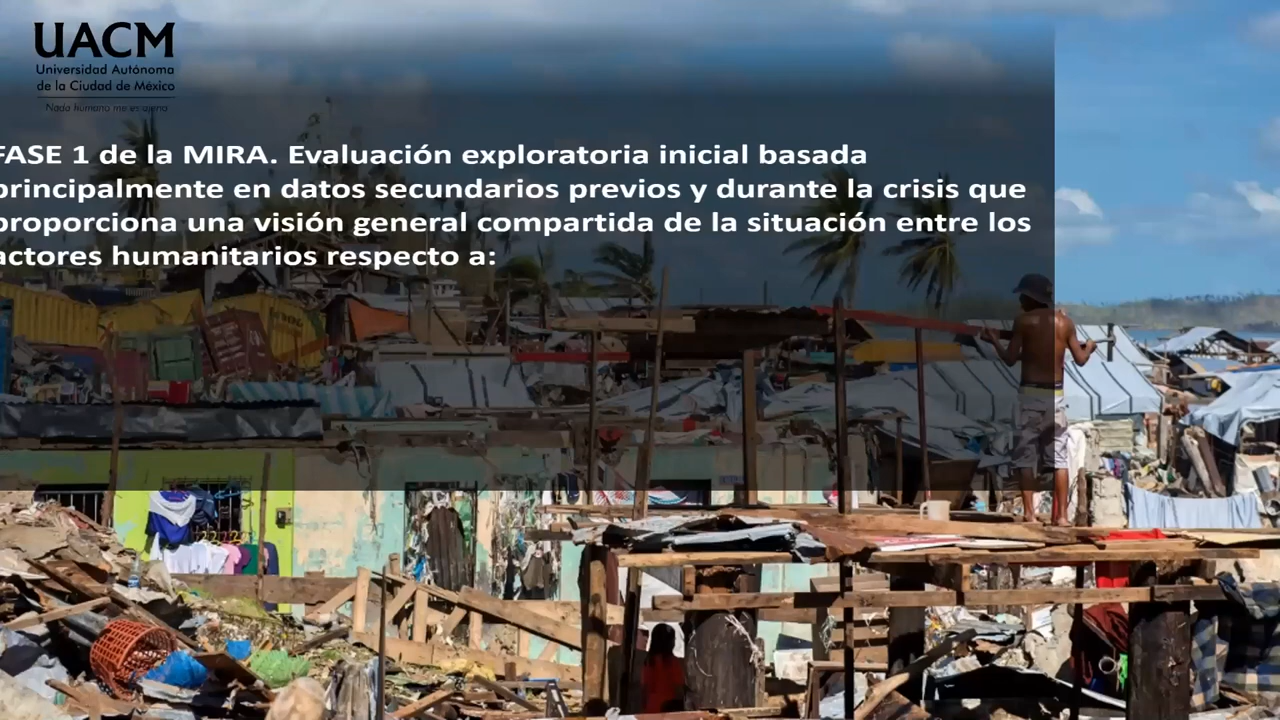 UACM
Universidad Autónoma
de la Ciudad de México
Nada humano me es ajeno
FASE 1 de la MIRA. Evaluación exploratoria inicial basada
principalmente en datos secundarios previos y durante la crisis que
proporciona una visión general compartida de la situación entre los
actores humanitarios respecto a: